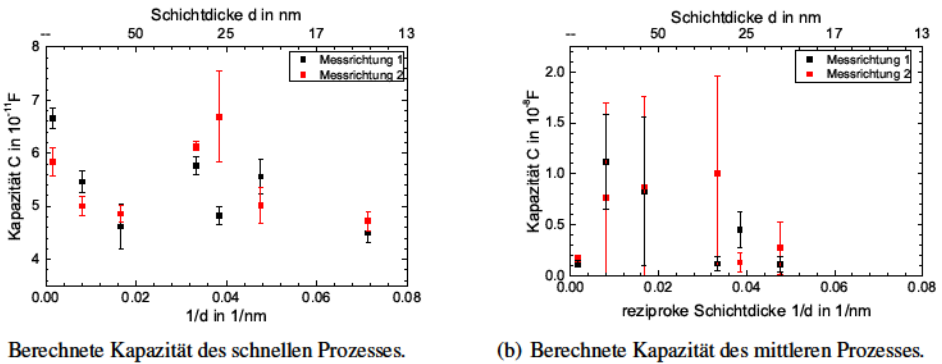 Schichtdicke d in nm
-- 50 25 17 13
8
7
6
5
4
Kapazität C in 10⁻¹¹F
Messrichtung 1
Messrichtung 2
0.00 0.02 0.04 0.06 0.08
1/d in 1/nm
Berechnete Kapazität des schnellen Prozesses.
Schichtdicke d in nm
-- 50 25 17 13
2.0
1.5
1.0
0.5
0.0
Kapazität C in 10⁻⁸F
Messrichtung 1
Messrichtung 2
0.00 0.02 0.04 0.06 0.08
reziproke Schichtdicke 1/d in 1/nm
(b) Berechnete Kapazität des mittleren Prozesses.